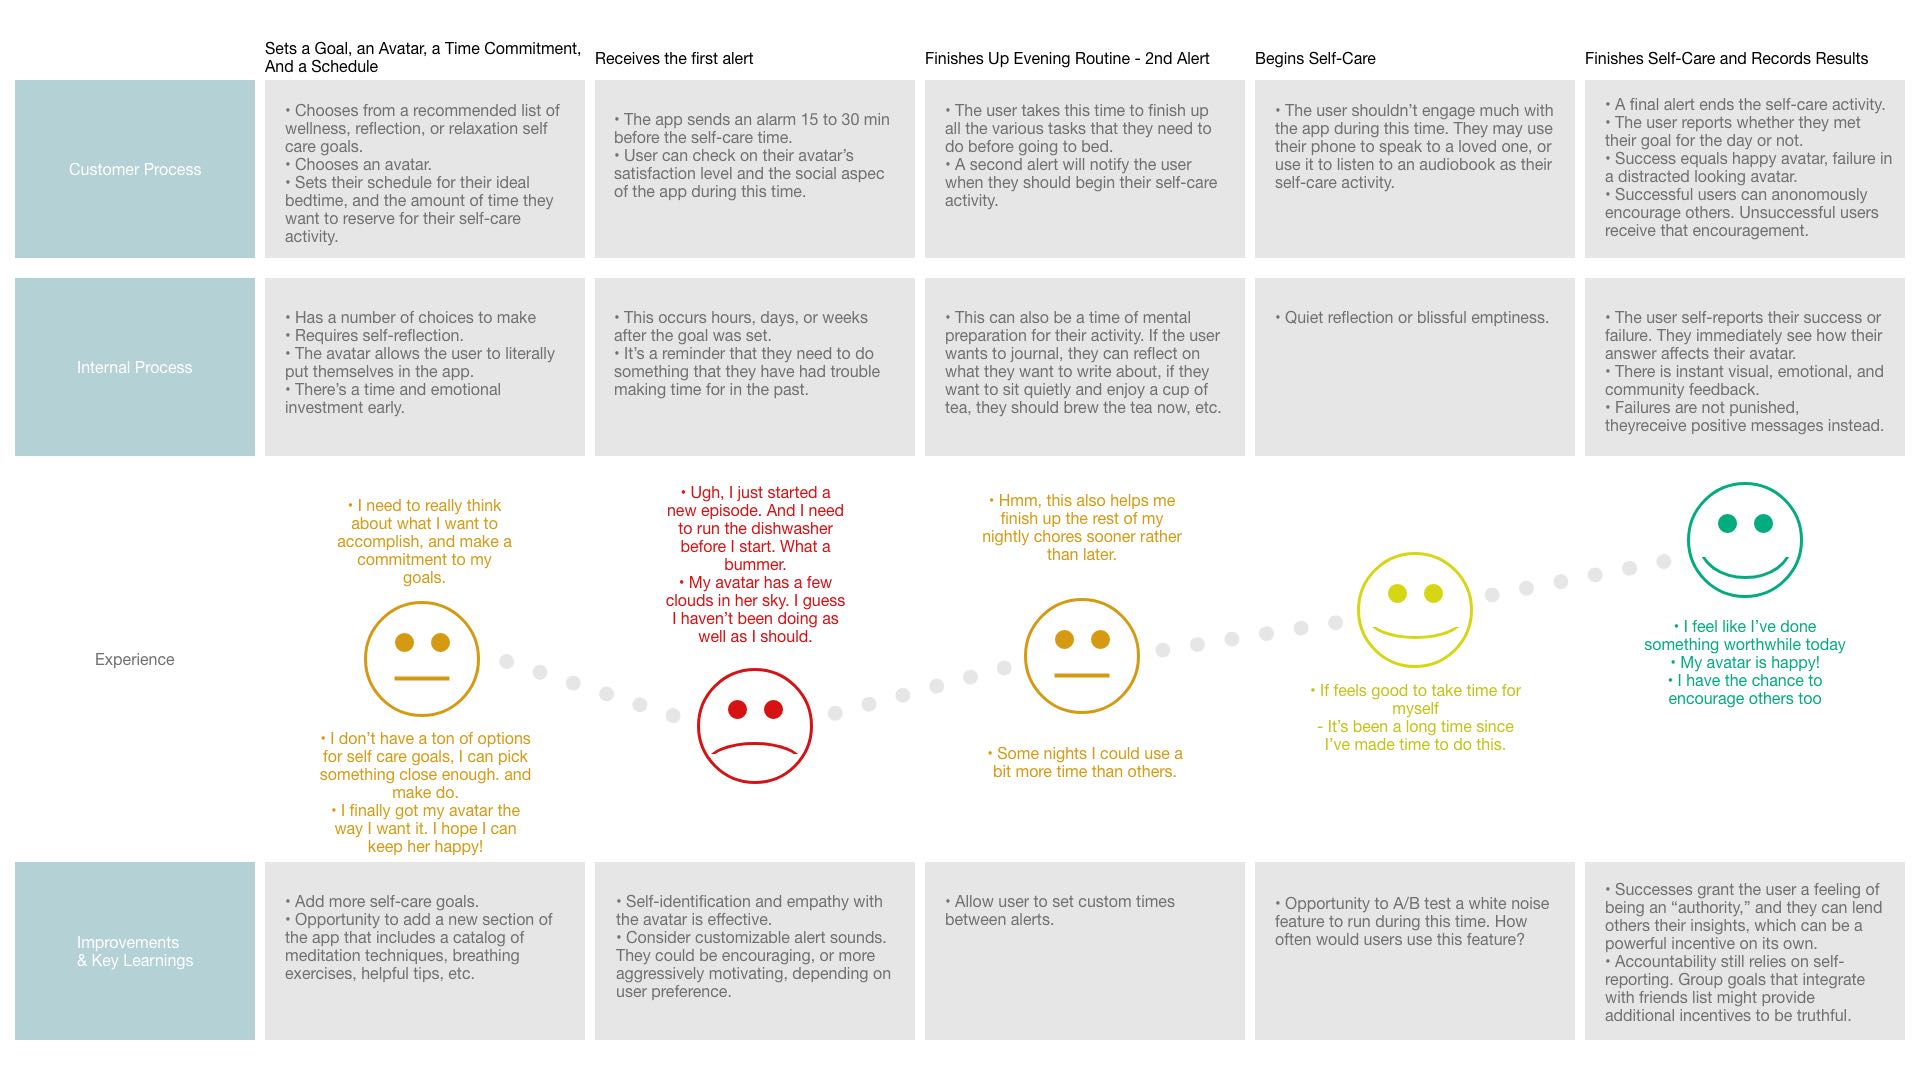 Sets a Goal, an Avatar, a Time Commitment,
And a Schedule
Receives the first alert
Finishes Up Evening Routine - 2nd Alert
Begins Self-Care
Finishes Self-Care and Records Results
Customer Process
• Chooses from a recommended list of
wellness, reflection, or relaxation self
care goals.
• Chooses an avatar.
• Sets their schedule for their ideal
bedtime, and the amount of time they
want to reserve for their self-care
activity.
• The app sends an alarm 15 to 30 min
before the self-care time.
• User can check on their avatar’s
satisfaction level and the social aspec
of the app during this time.
• The user takes this time to finish up
all the various tasks that they need to
do before going to bed.
• A second alert will notify the user
when they should begin their self-care
activity.
• The user shouldn’t engage much with
the app during this time. They may use
their phone to speak to a loved one, or
use it to listen to an audiobook as their
self-care activity.
• A final alert ends the self-care activity.
• The user reports whether they met
their goal for the day or not.
• Success equals happy avatar, failure in
a distracted looking avatar.
• Successful users can anonomously
encourage others. Unsuccessful users
receive that encouragement.
Internal Process
• Has a number of choices to make
• Requires self-reflection.
• The avatar allows the user to literally
put themselves in the app.
• There’s a time and emotional
investment early.
• This occurs hours, days, or weeks
after the goal was set.
• It’s a reminder that they need to do
something that they have had trouble
making time for in the past.
• This can also be a time of mental
preparation for their activity. If the user
wants to journal, they can reflect on
what they want to write about, if they
want to sit quietly and enjoy a cup of
tea, they should brew the tea now, etc.
• Quiet reflection or blissful emptiness.
• The user self-reports their success or
failure. They immediately see how their
answer affects their avatar.
• There is instant visual, emotional, and
community feedback.
• Failures are not punished,
theyreceive positive messages instead.
Experience
• I need to really think
about what I want to
accomplish, and make a
commitment to my
goals.
• I don’t have a ton of options
for self care goals, I can pick
something close enough. and
make do.
• I finally got my avatar the
way I want it. I hope I can
keep her happy!
• Ugh, I just started a
new episode. And I need
to run the dishwasher
before I start. What a
bummer.
• My avatar has a few
clouds in her sky. I guess
I haven’t been doing as
well as I should.
• Hmm, this also helps me
finish up the rest of my
nightly chores sooner rather
than later.
• Some nights I could use a
bit more time than others.
• If feels good to take time for
myself
- It’s been a long time since
I’ve made time to do this.
• I feel like I’ve done
something worthwhile today
• My avatar is happy!
• I have the chance to
encourage others too
Improvements
& Key Learnings
• Add more self-care goals.
• Opportunity to add a new section of
the app that includes a catalog of
meditation techniques, breathing
exercises, helpful tips, etc.
• Self-identification and empathy with
the avatar is effective.
• Consider customizable alert sounds.
They could be encouraging, or more
aggressively motivating, depending on
user preference.
• Allow user to set custom times
between alerts.
• Opportunity to A/B test a white noise
feature to run during this time. How
often would users use this feature?
• Successes grant the user a feeling of
being an “authority,” and they can lend
others their insights, which can be a
powerful incentive on its own.
• Accountability still relies on self-
reporting. Group goals that integrate
with friends list might provide
additional incentives to be truthful.